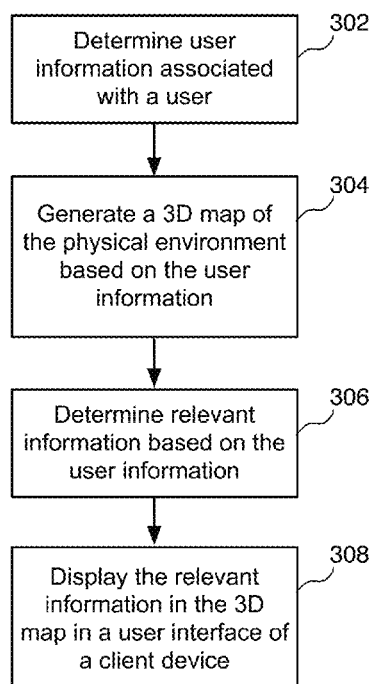 302
Determine user
information associated
with a user
304
Generate a 3D map of
the physical environment
based on the user
information
306
Determine relevant
information based on the
user information
308
Display the relevant
information in the 3D
map in a user interface of
a client device